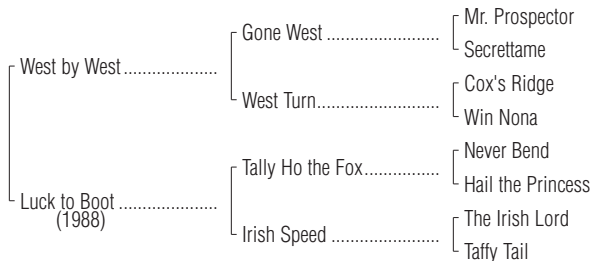 Mr. Prospector
Gone West ........................
Secrettame
West by West....................
Cox's Ridge
West Turn..........................
Win Nona
Never Bend
Tally Ho the Fox................
Hail the Princess
Luck to Boot .....................
(1988)
The Irish Lord
Irish Speed .......................
Taffy Tail